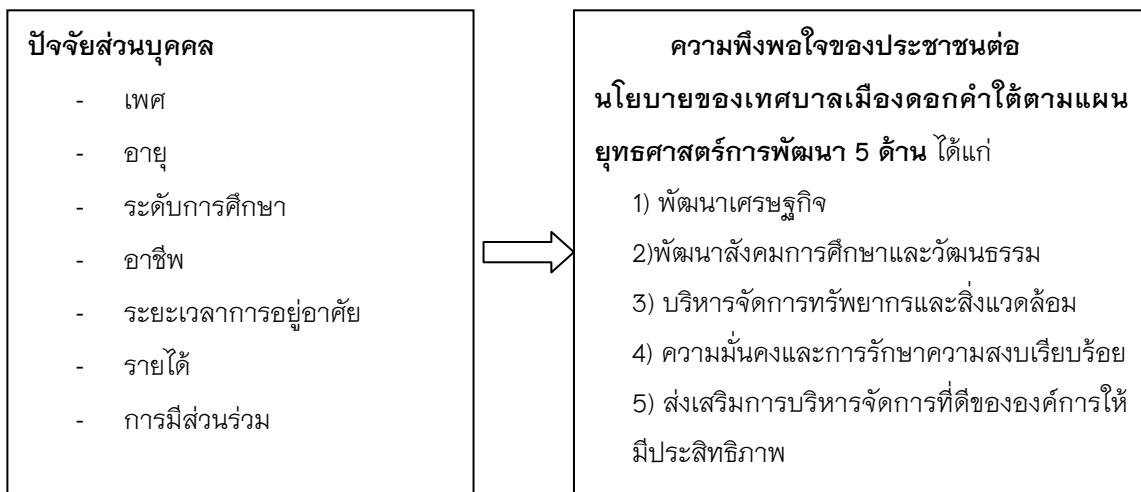 ปัจจัยส่วนบุคคล
- เพศ
- อายุ
- ระดับการศึกษา
- อาชีพ
- ระยะเวลาการอยู่อาศัย
- รายได้
- การมีส่วนร่วม
ความพึงพอใจของประชาชนต่อ
นโยบายของเทศบาลเมืองดอกคำใต้ตามแผน
ยุทธศาสตร์การพัฒนา 5 ด้าน ได้แก่
1) พัฒนาเศรษฐกิจ
2)พัฒนาสังคมการศึกษาและวัฒนธรรม
3) บริหารจัดการทรัพยากรและสิ่งแวดล้อม
4) ความมั่นคงและการรักษาความสงบเรียบร้อย
5) ส่งเสริมการบริหารจัดการที่ดีขององค์การให้
มีประสิทธิภาพ